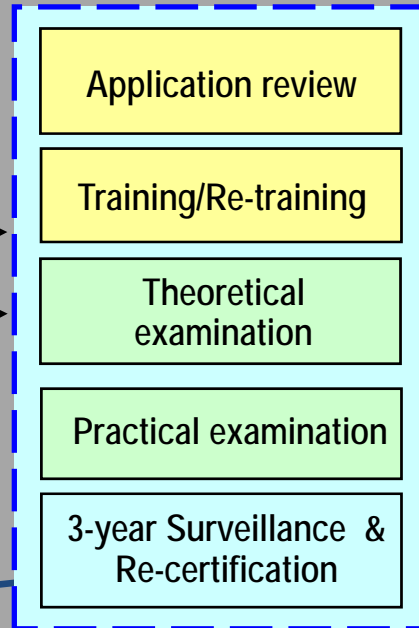 Application review
Training/Re-training
Theoretical
examination
Practical examination
3-year Surveillance &
Re-certification